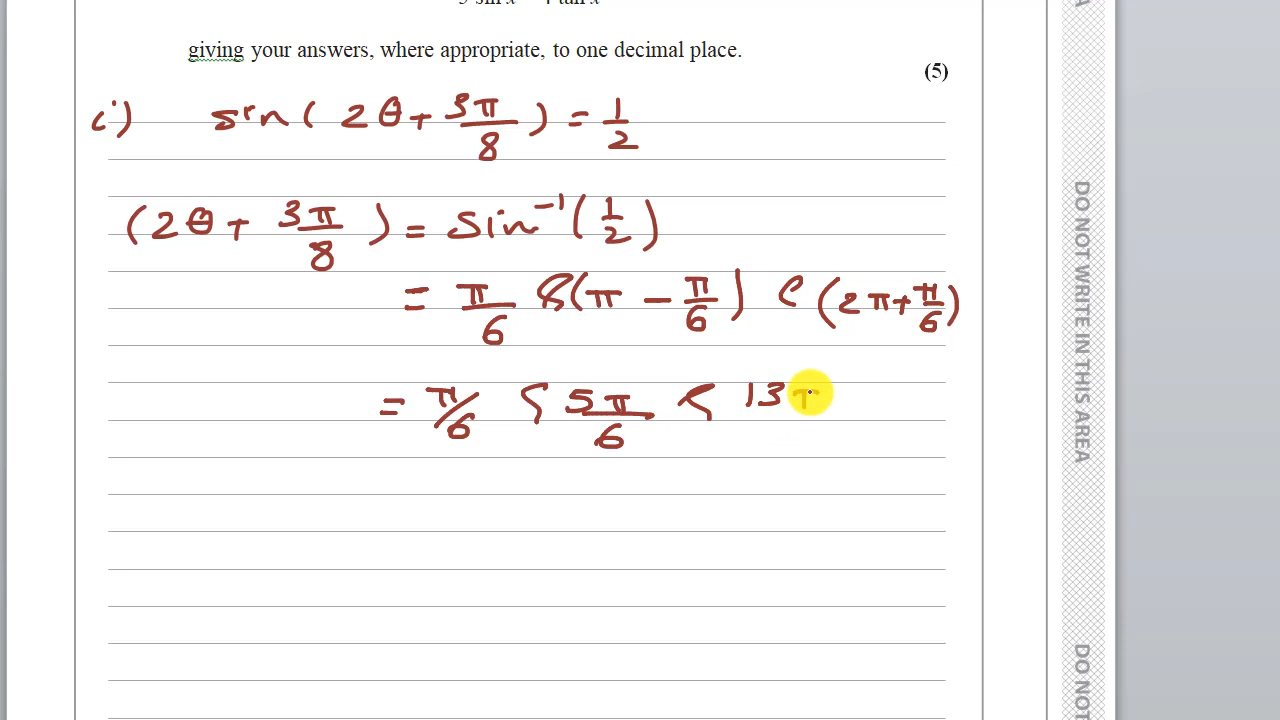 giving your answers, where appropriate, to one decimal place.
(5)
i) sin(2θ + 3π/8) = 1/2
(2θ + 3π/8) = sin⁻¹(1/2)
= π/6 & (π − π/6) & (2π + π/6)
= π/6 & 5π/6 & 13π
DO NOT WRITE IN THIS AREA
DO NOT